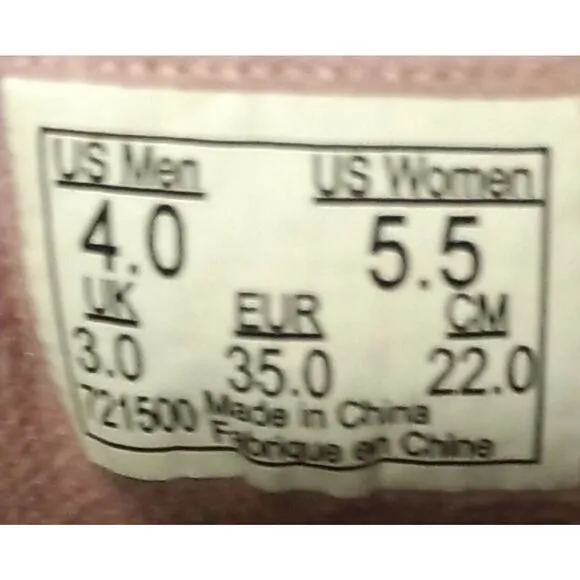 US Men US Women
4.0 5.5
UK EUR CM
3.0 35.0 22.0
721500 Made in China
Fabrique en Chine